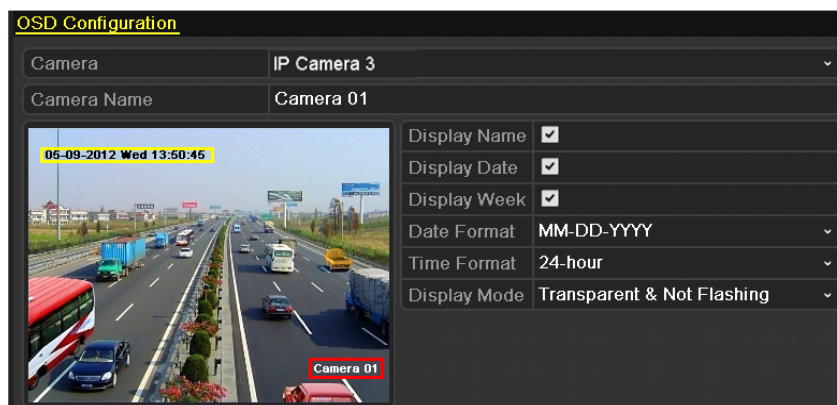 OSD Configuration
Camera IP Camera 3
Camera Name Camera 01
05-09-2012 Wed 13:50:45
Camera 01
Display Name
Display Date
Display Week
Date Format MM-DD-YYYY
Time Format 24-hour
Display Mode Transparent & Not Flashing